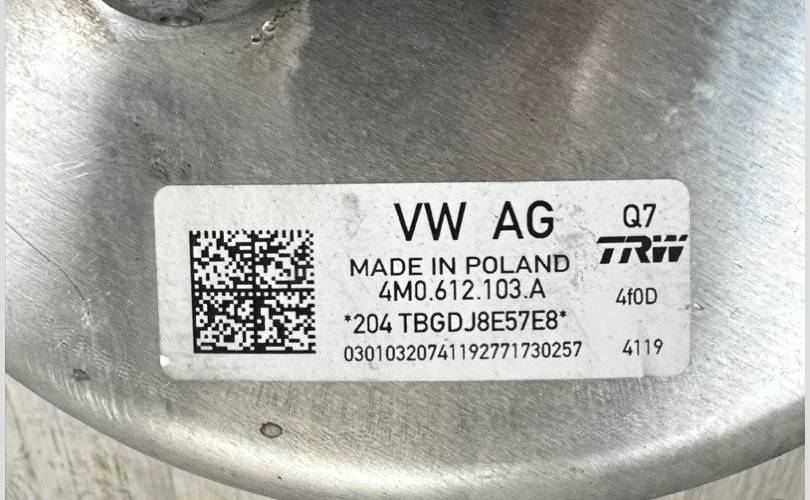 VW AG
Q7
TRW
MADE IN POLAND
4M0.612.103.A
4f0D
*204 TBGDJ8E57E8*
03010320741192771730257
4119